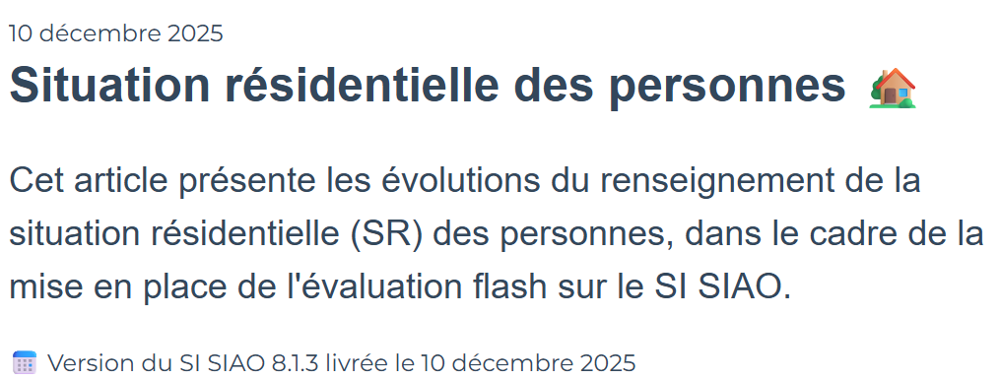 10 décembre 2025
Situation résidentielle des personnes
Cet article présente les évolutions du renseignement de la
situation résidentielle (SR) des personnes, dans le cadre de la
mise en place de l'évaluation flash sur le SI SIAO.
Version du SI SIAO 8.1.3 livrée le 10 décembre 2025